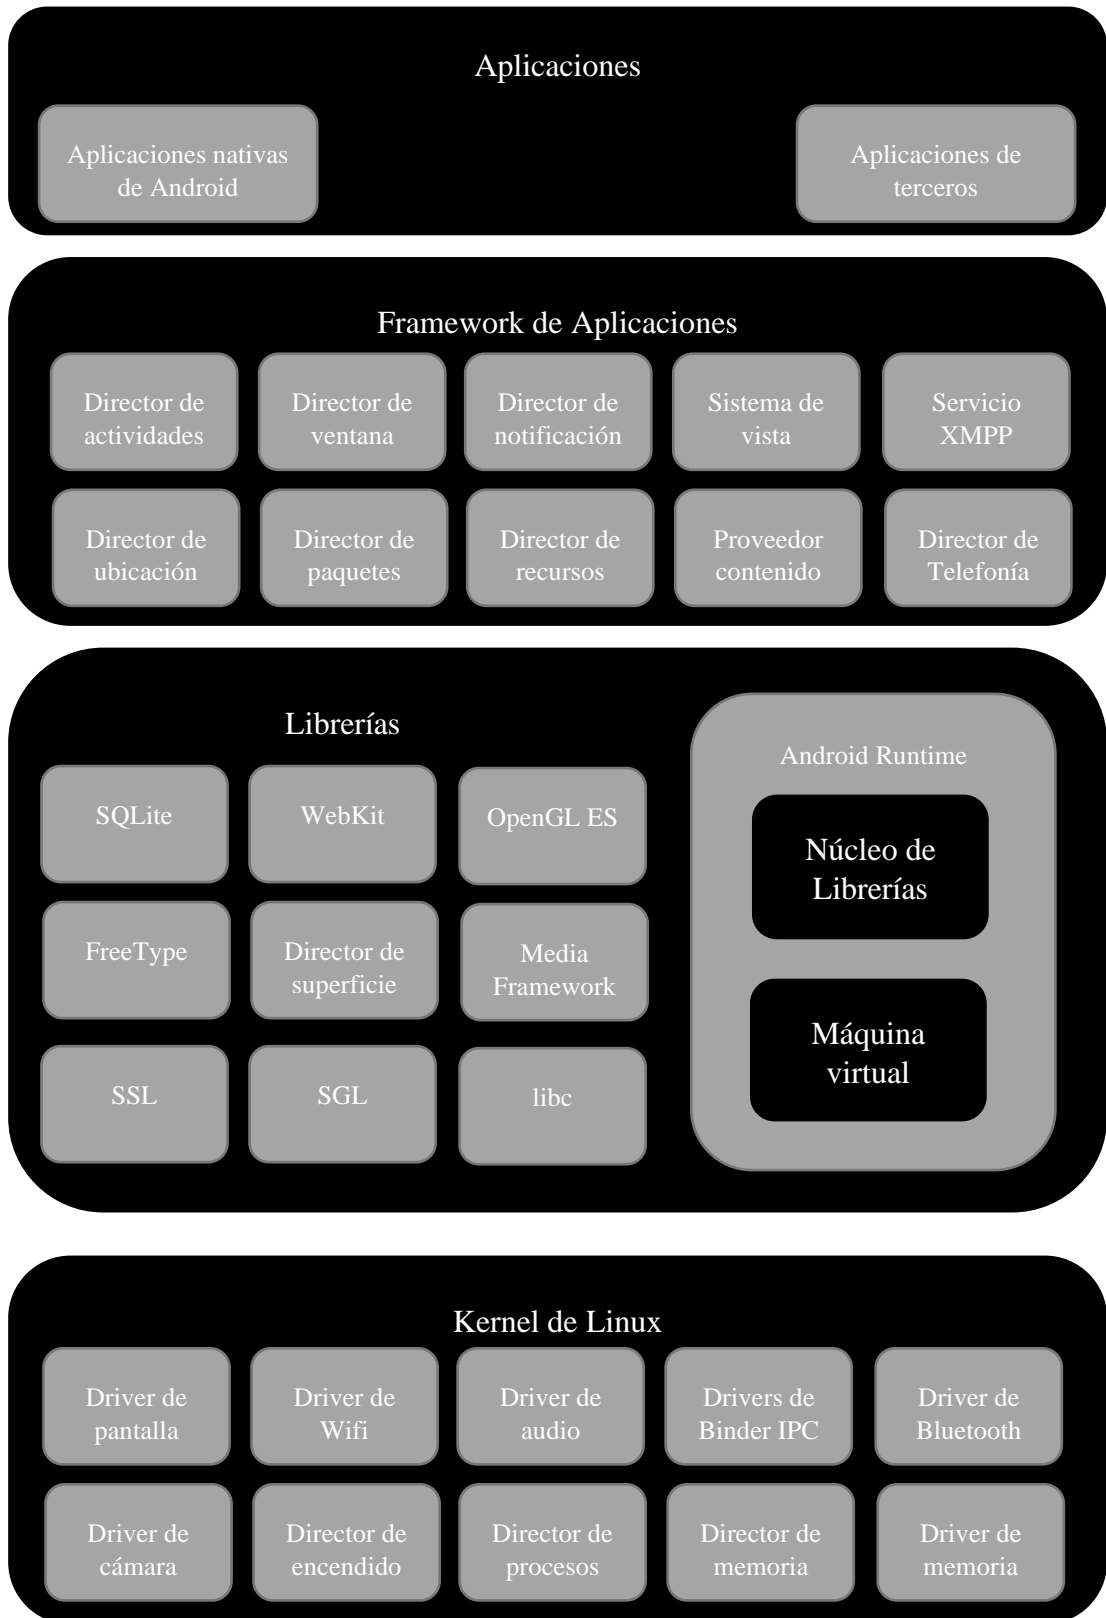 Aplicaciones
Aplicaciones nativas
de Android
Aplicaciones de
terceros
Framework de Aplicaciones
Director de
actividades
Director de
ventana
Director de
notificación
Sistema de
vista
Servicio
XMPP
Director de
ubicación
Director de
paquetes
Director de
recursos
Proveedor
contenido
Director de
Telefonía
Librerías
SQLite
WebKit
OpenGL ES
FreeType
Director de
superficie
Media
Framework
SSL
SGL
libc
Android Runtime
Núcleo de
Librerías
Máquina
virtual
Kernel de Linux
Driver de
pantalla
Driver de
Wifi
Driver de
audio
Drivers de
Binder IPC
Driver de
Bluetooth
Driver de
cámara
Director de
encendido
Director de
procesos
Director de
memoria
Driver de
memoria